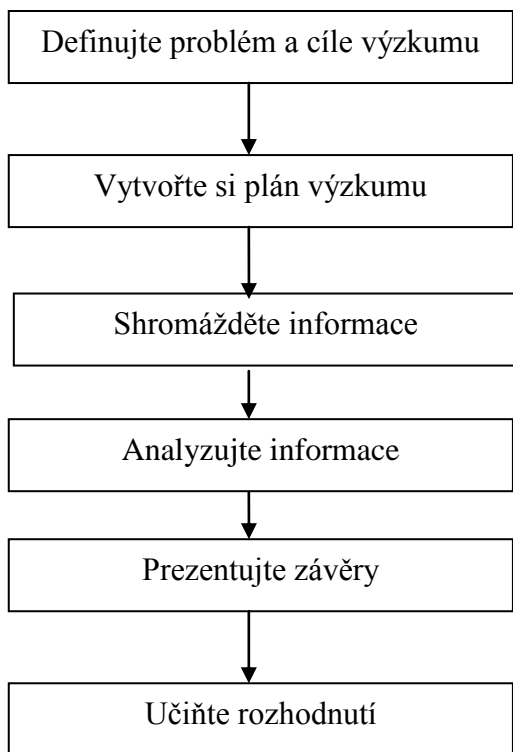 Definujte problém a cíle výzkumu
Vytvořte si plán výzkumu
Shromážděte informace
Analyzujte informace
Prezentujte závěry
Učiňte rozhodnutí